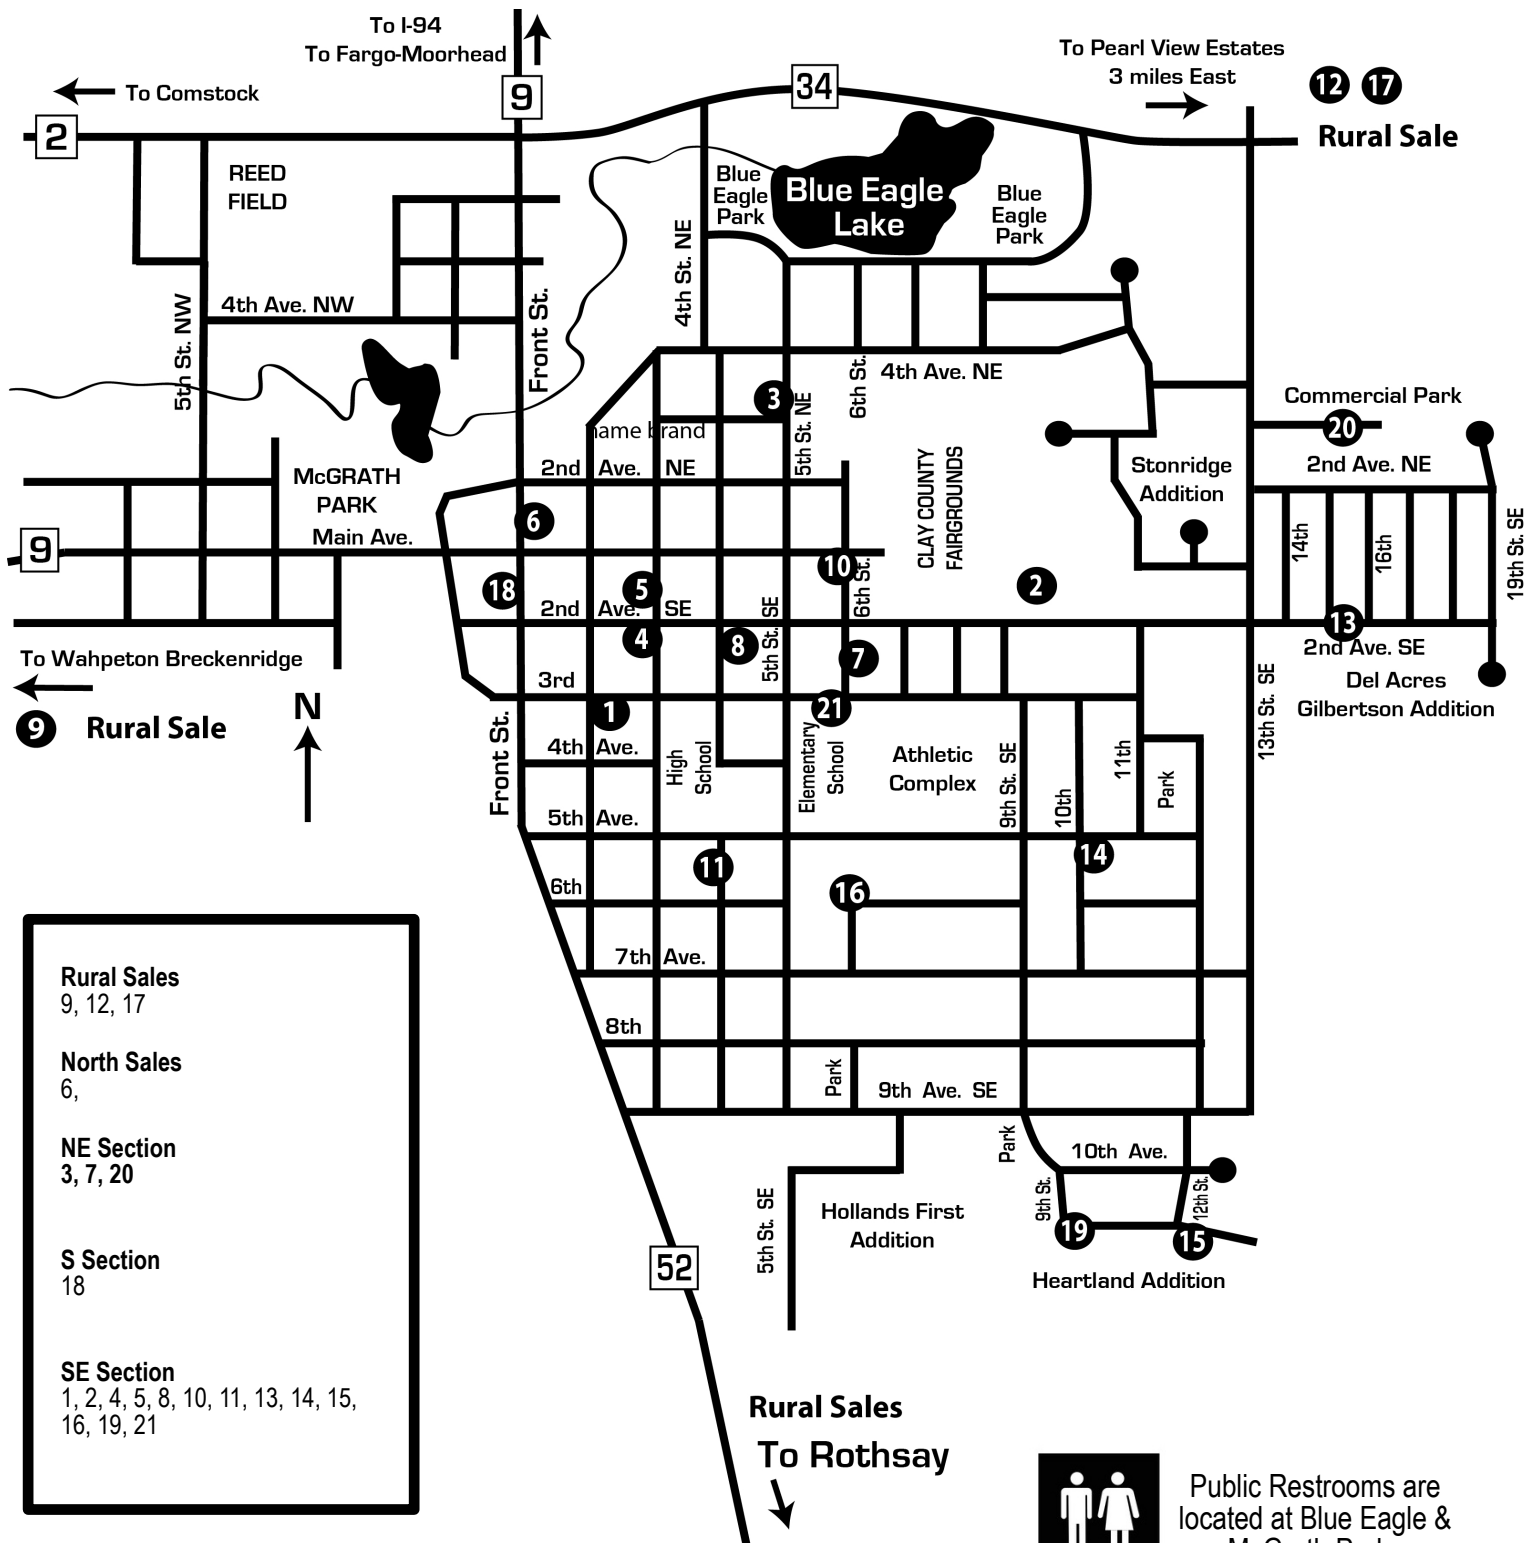 To I-94
To Fargo-Moorhead
To Comstock
2
9
34
To Pearl View Estates
3 miles East
12 17
Rural Sale
REED
FIELD
Blue
Eagle
Park
Blue Eagle
Lake
Blue
Eagle
Park
4th St. NE
5th St. NW
4th Ave. NW
Front St.
3
6th St.
4th Ave. NE
5th St. NE
name brand
Commercial Park
20
2nd Ave. NE
2nd Ave. NE
McGRATH
PARK
Main Ave.
6
9
CLAY COUNTY
FAIRGROUNDS
Stonridge
Addition
14th
16th
19th St. SE
18
5
10
6th St.
2
2nd Ave. SE
4
8
5th St. SE
7
13
2nd Ave. SE
Del Acres
Gilbertson Addition
To Wahpeton Breckenridge
9 Rural Sale
N
3rd
1
21
Front St.
4th Ave.
High
School
Elementary
School
Athletic
Complex
9th St. SE
10th
11th
Park
13th St. SE
5th Ave.
11
14
6th
16
7th Ave.
8th
Park
9th Ave. SE
Park
10th Ave.
9th St.
12th St.
5th St. SE
Hollands First
Addition
19
15
Heartland Addition
52
Rural Sales
To Rothsay
Rural Sales
9, 12, 17
North Sales
6,
NE Section
3, 7, 20
S Section
18
SE Section
1, 2, 4, 5, 8, 10, 11, 13, 14, 15,
16, 19, 21
Public Restrooms are
located at Blue Eagle &